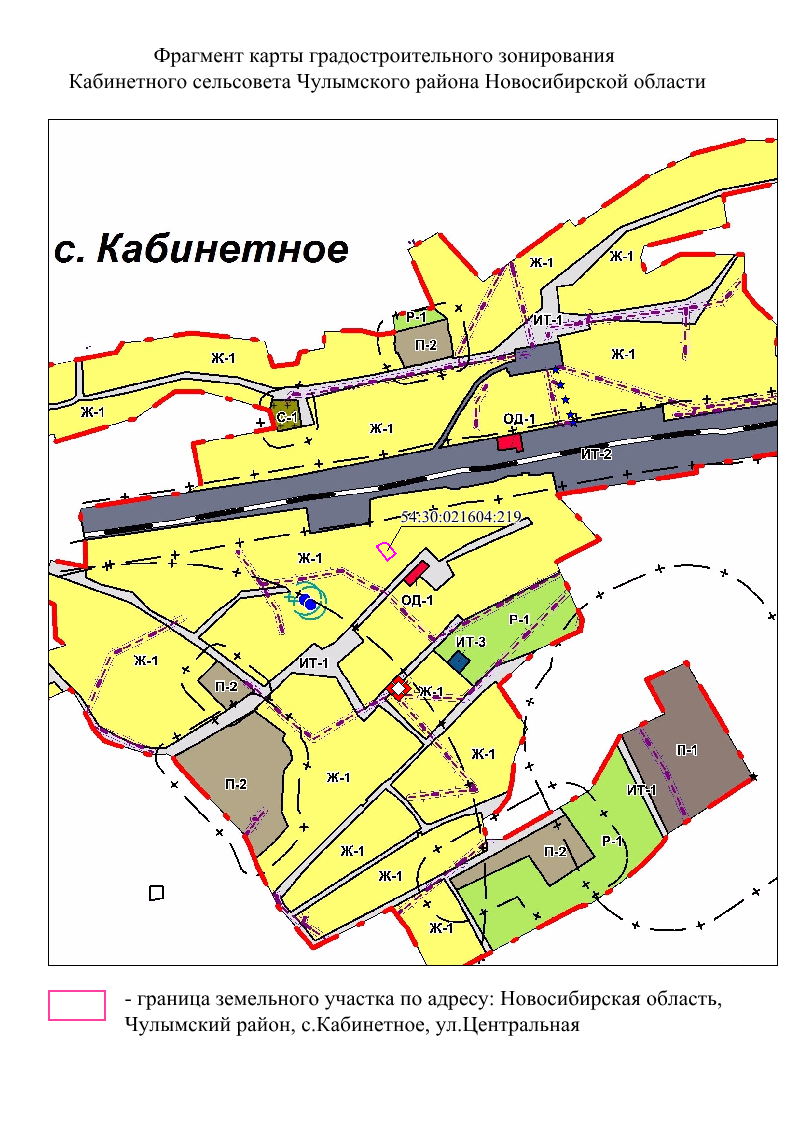 Фрагмент карты градостроительного зонирования
Кабинетного сельсовета Чулымского района Новосибирской области
с. Кабинетное
Ж-1
Ж-1
Р-1
ИТ-1
П-2
Ж-1
Ж-1
Ж-1
С-1
ОД-1
Ж-1
ИТ-2
54:30:021604:219
Ж-1
ОД-1
Р-1
ИТ-3
Ж-1
ИТ-1
П-2
Ж-1
П-1
Ж-1
Ж-1
П-2
ИТ-1
Р-1
Ж-1
П-2
Ж-1
Ж-1
- граница земельного участка по адресу: Новосибирская область,
Чулымский район, с.Кабинетное, ул.Центральная